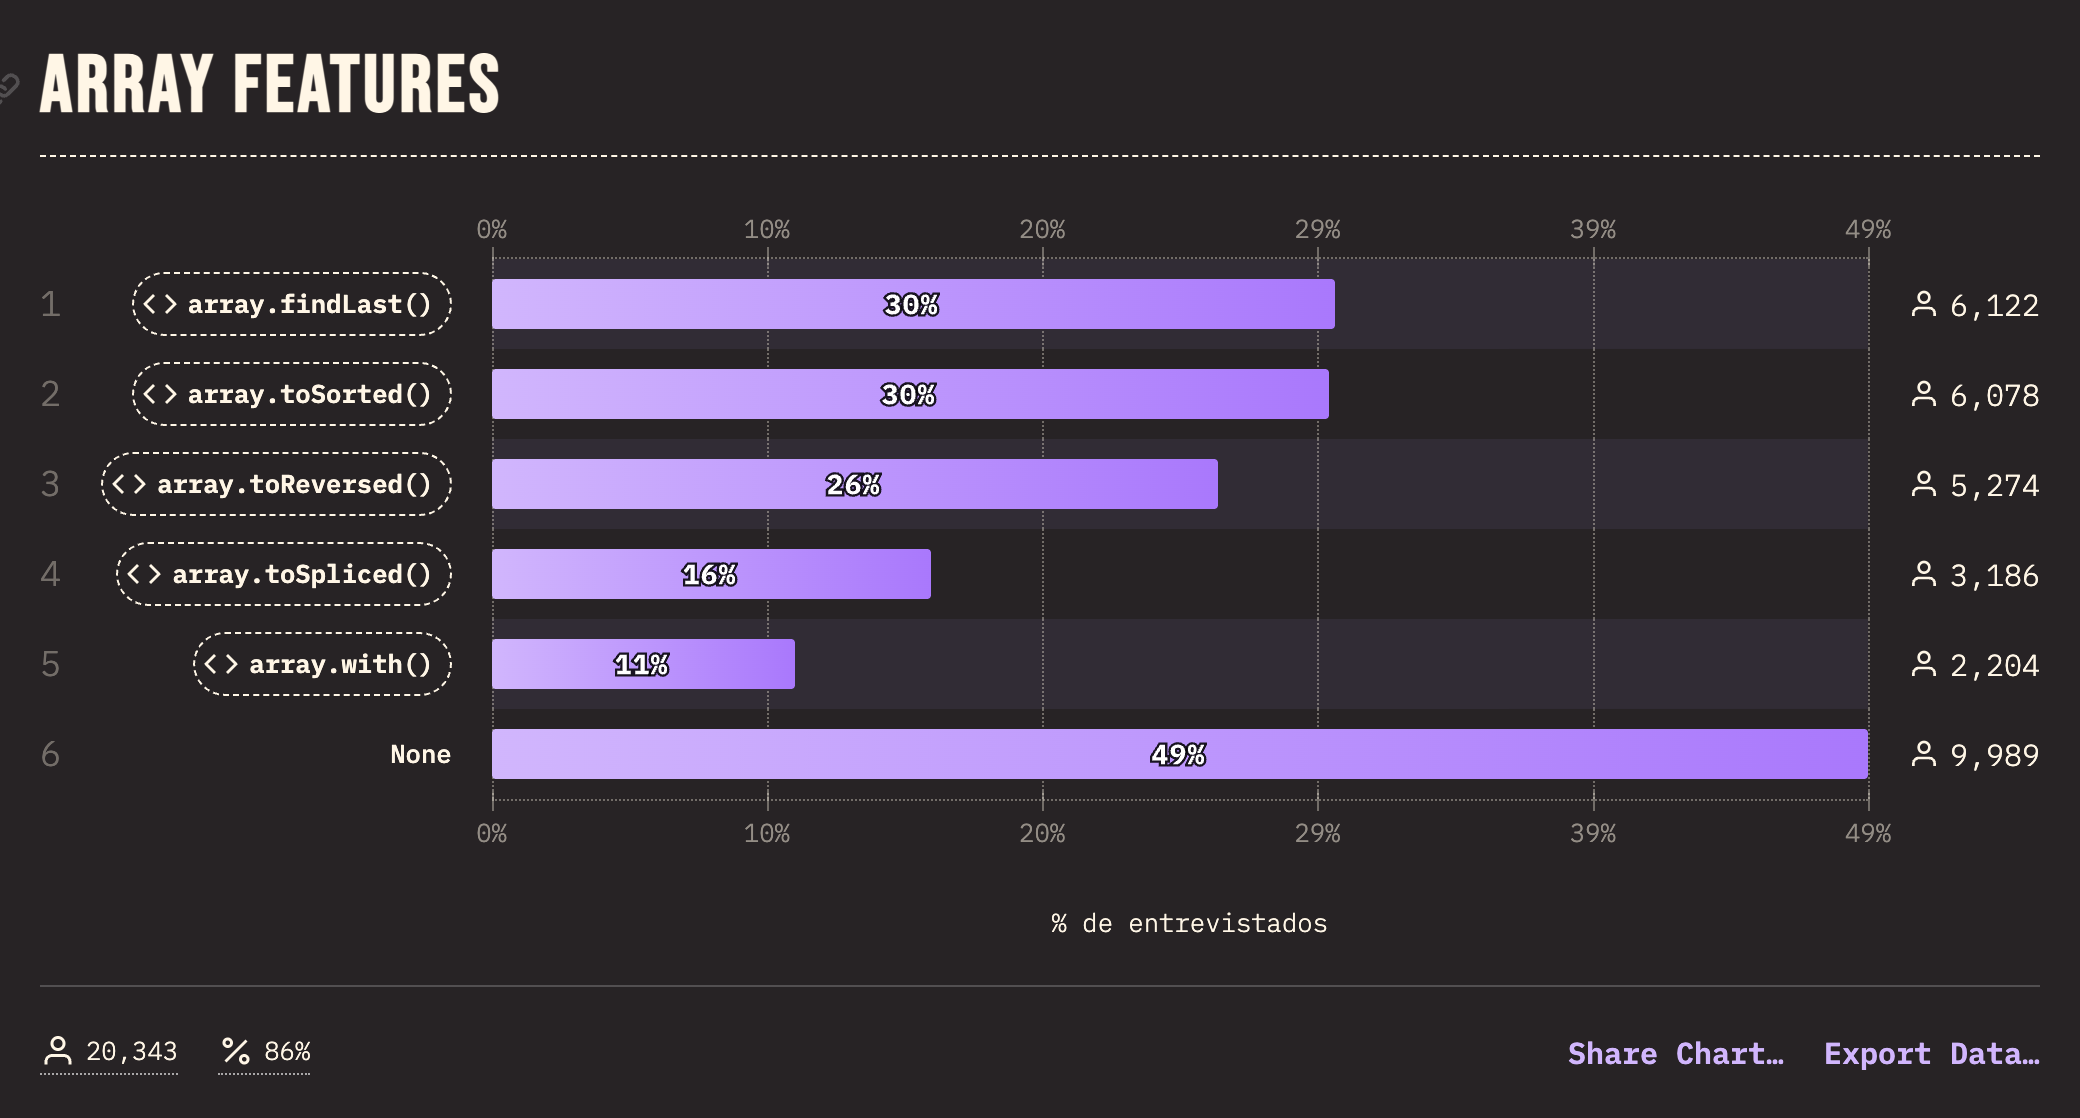 ARRAY FEATURES
0% 10% 20% 29% 39% 49%
1 <> array.findLast() 30% 6,122
2 <> array.toSorted() 30% 6,078
3 <> array.toReversed() 26% 5,274
4 <> array.toSpliced() 16% 3,186
5 <> array.with() 11% 2,204
6 None 49% 9,989
0% 10% 20% 29% 39% 49%
% de entrevistados
20,343 % 86% Share Chart… Export Data…